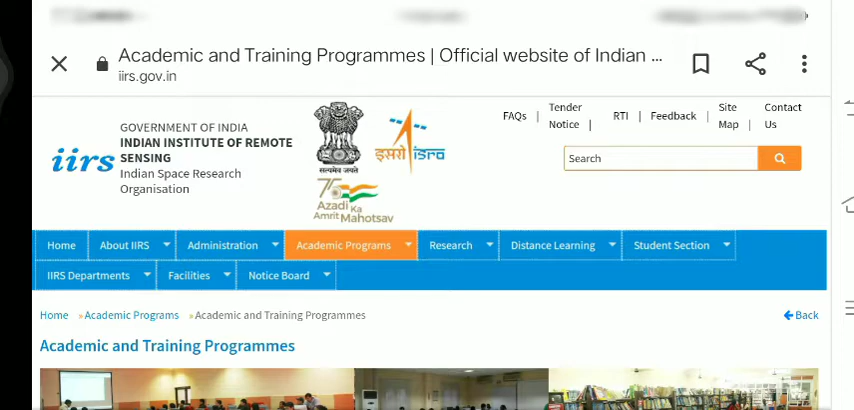 Academic and Training Programmes | Official website of Indian ...
iirs.gov.in
FAQs | Tender Notice | RTI | Feedback | Site Map | Contact Us
iirs
GOVERNMENT OF INDIA
INDIAN INSTITUTE OF REMOTE
SENSING
Indian Space Research
Organisation
सत्यमेव जयते
इसरो isro
75
Azadi Ka
Amrit Mahotsav
Search
Home
About IIRS
Administration
Academic Programs
Research
Distance Learning
Student Section
IIRS Departments
Facilities
Notice Board
Home » Academic Programs » Academic and Training Programmes
Back
Academic and Training Programmes